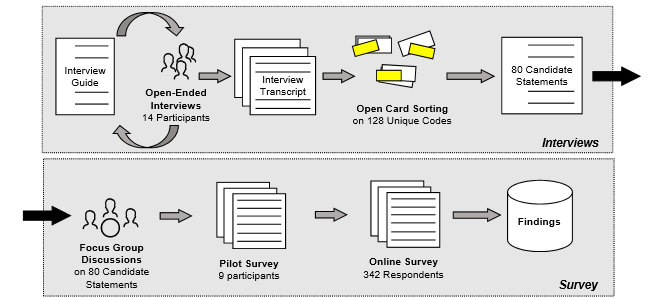 Interview
Guide
Open-Ended
Interviews
14 Participants
Interview
Transcript
Open Card Sorting
on 128 Unique Codes
80 Candidate
Statements
Interviews
Focus Group
Discussions
on 80 Candidate
Statements
Pilot Survey
9 participants
Online Survey
342 Respondents
Findings
Survey